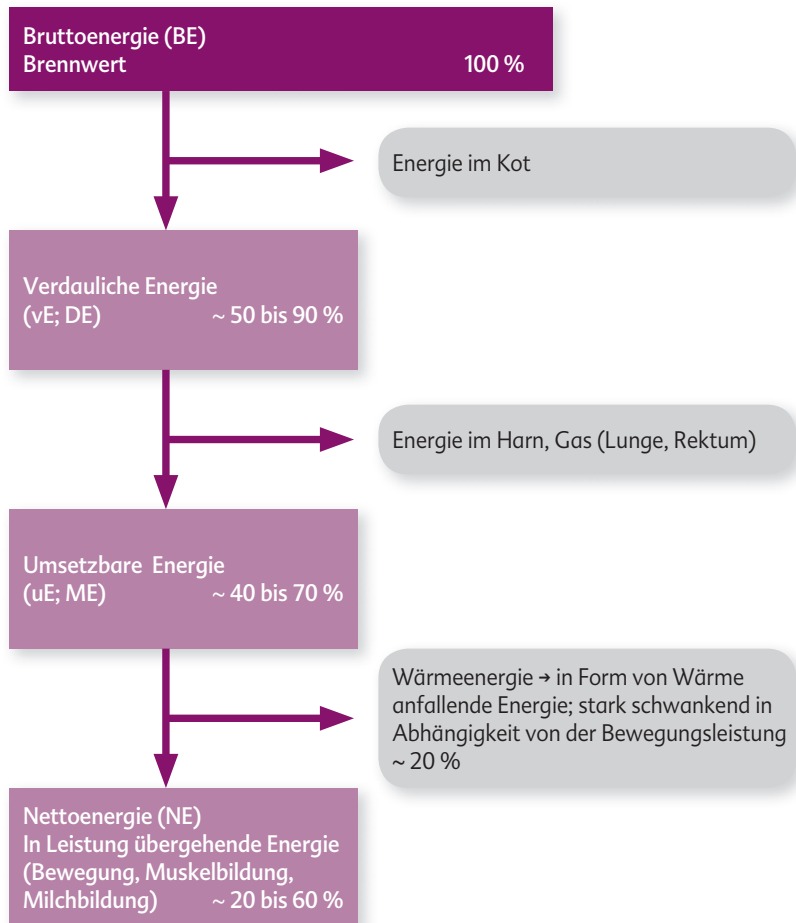 Bruttoenergie (BE)
Brennwert 100 %
Energie im Kot
Verdauliche Energie
(vE; DE) ~ 50 bis 90 %
Energie im Harn, Gas (Lunge, Rektum)
Umsetzbare Energie
(uE; ME) ~ 40 bis 70 %
Wärmeenergie → in Form von Wärme
anfallende Energie; stark schwankend in
Abhängigkeit von der Bewegungsleistung
~ 20 %
Nettoenergie (NE)
In Leistung übergehende Energie
(Bewegung, Muskelbildung,
Milchbildung) ~ 20 bis 60 %